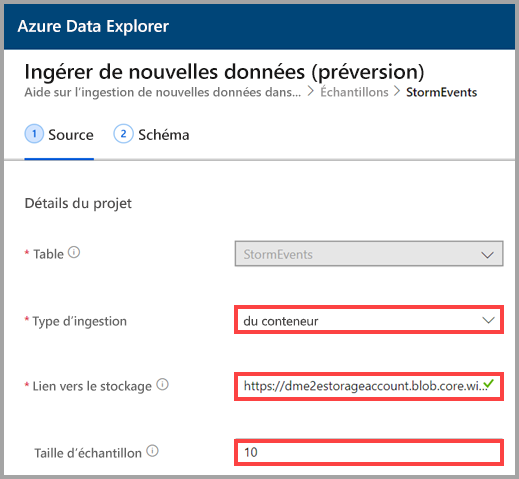 Azure Data Explorer
Ingérer de nouvelles données (préversion)
Aide sur l'ingestion de nouvelles données dans... > Échantillons > StormEvents
1 Source 2 Schéma
Détails du projet
* Table
StormEvents
* Type d'ingestion
du conteneur
* Lien vers le stockage
https://dme2estorageaccount.blob.core.wi...
Taille d'échantillon
10